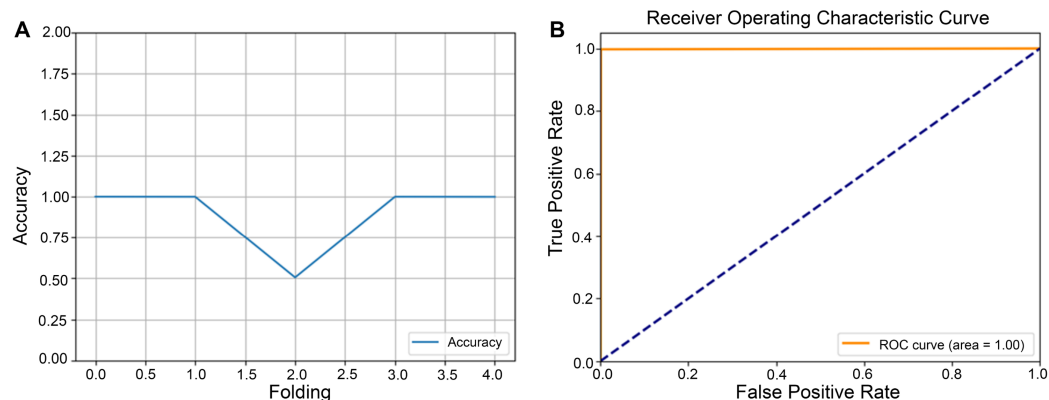 A
2.00
1.75
1.50
1.25
1.00
0.75
0.50
0.25
0.00
Accuracy
0.0 0.5 1.0 1.5 2.0 2.5 3.0 3.5 4.0
Folding
Accuracy
B
Receiver Operating Characteristic Curve
1.0
0.8
0.6
0.4
0.2
0.0
True Positive Rate
0.0 0.2 0.4 0.6 0.8 1.0
False Positive Rate
ROC curve (area = 1.00)